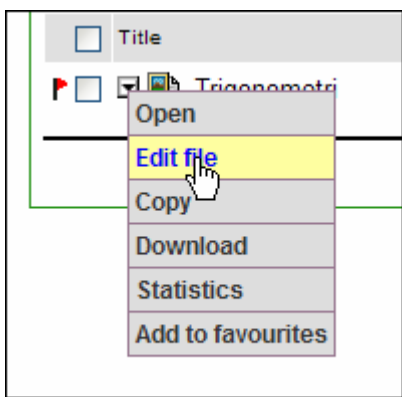 Title
Trigonometri
Open
Edit file
Copy
Download
Statistics
Add to favourites